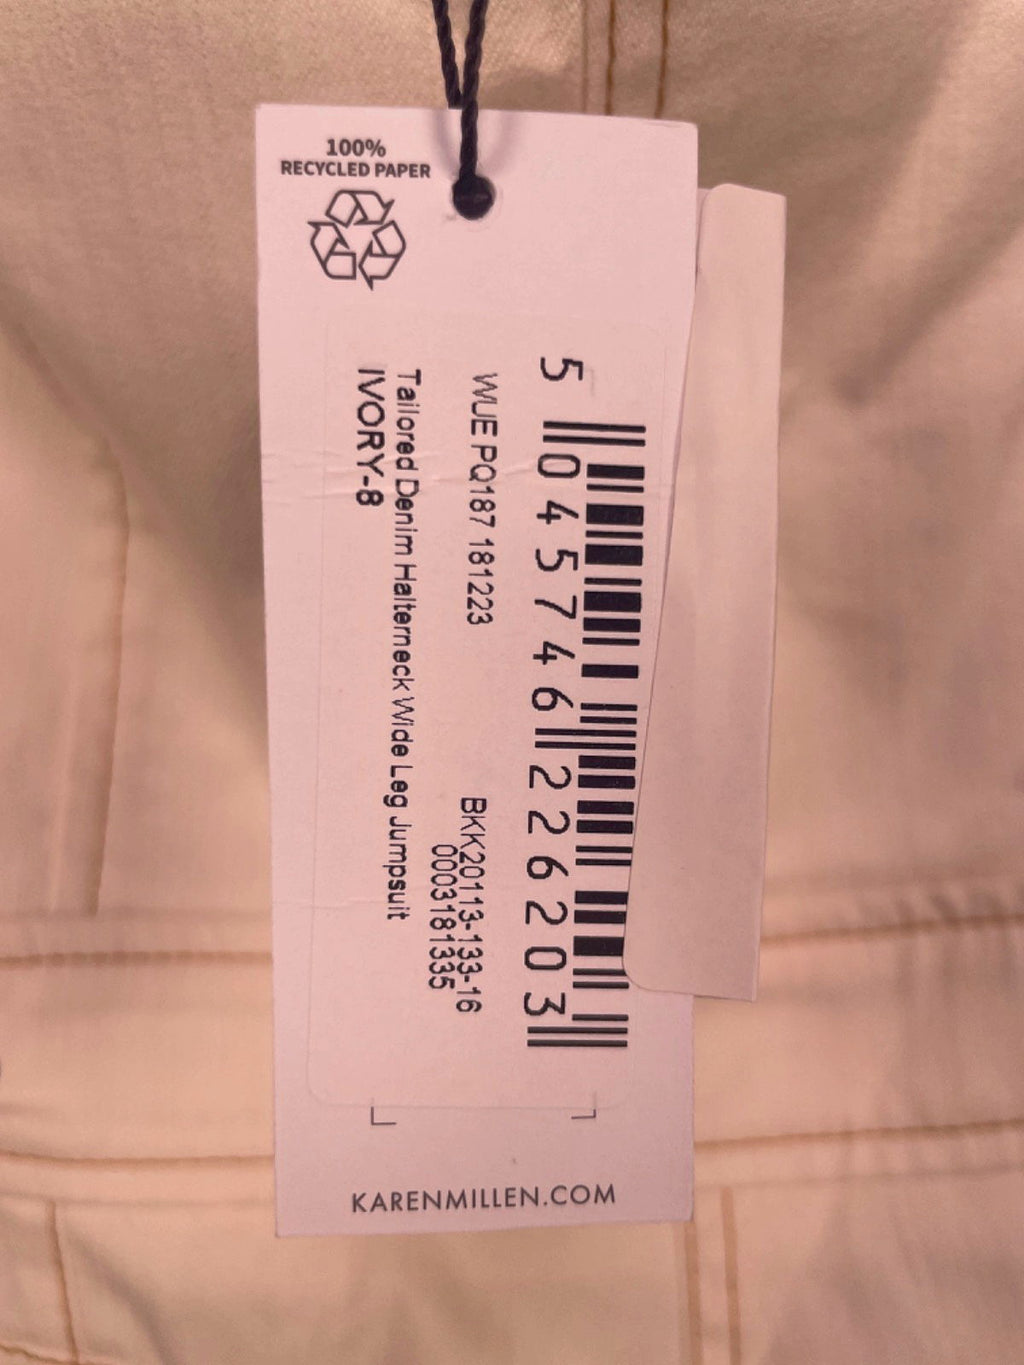 100%
RECYCLED PAPER
5 045746 226203
WUE PQ187 181223
BKK20113-133-16
0003181335
Tailored Denim Halterneck Wide Leg Jumpsuit
IVORY-8
KARENMILLEN.COM